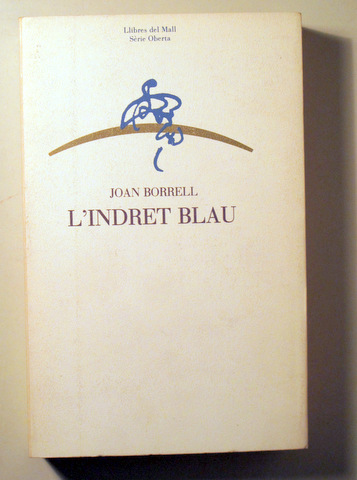 Llibres del Mall
Sèrie Oberta
JOAN BORRELL
L'INDRET BLAU